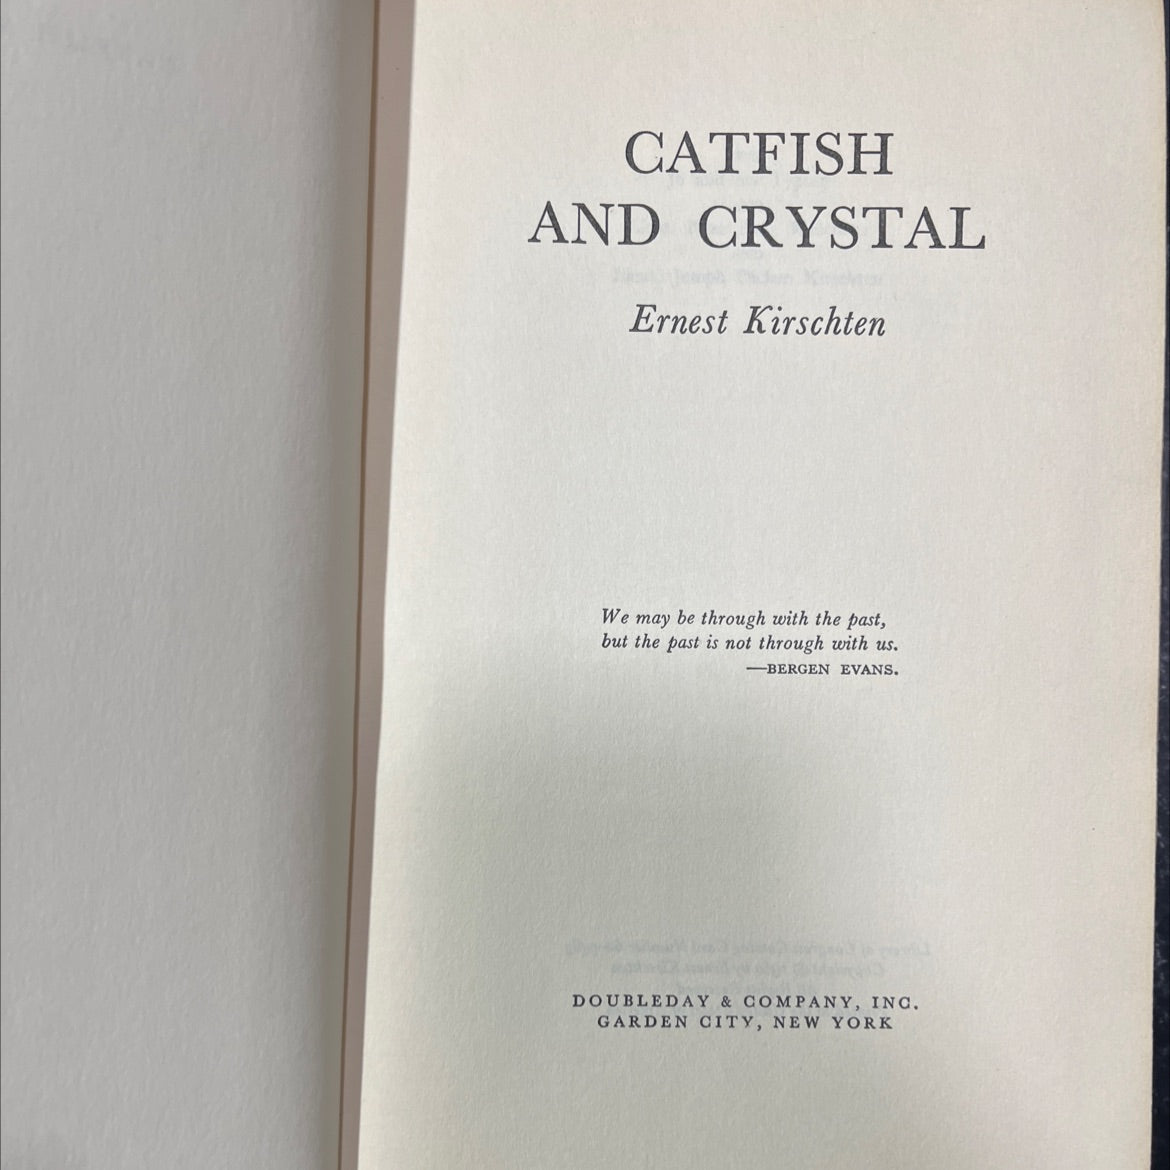 CATFISH
AND CRYSTAL
Ernest Kirschten
We may be through with the past,
but the past is not through with us.
—BERGEN EVANS.
DOUBLEDAY & COMPANY, INC.
GARDEN CITY, NEW YORK